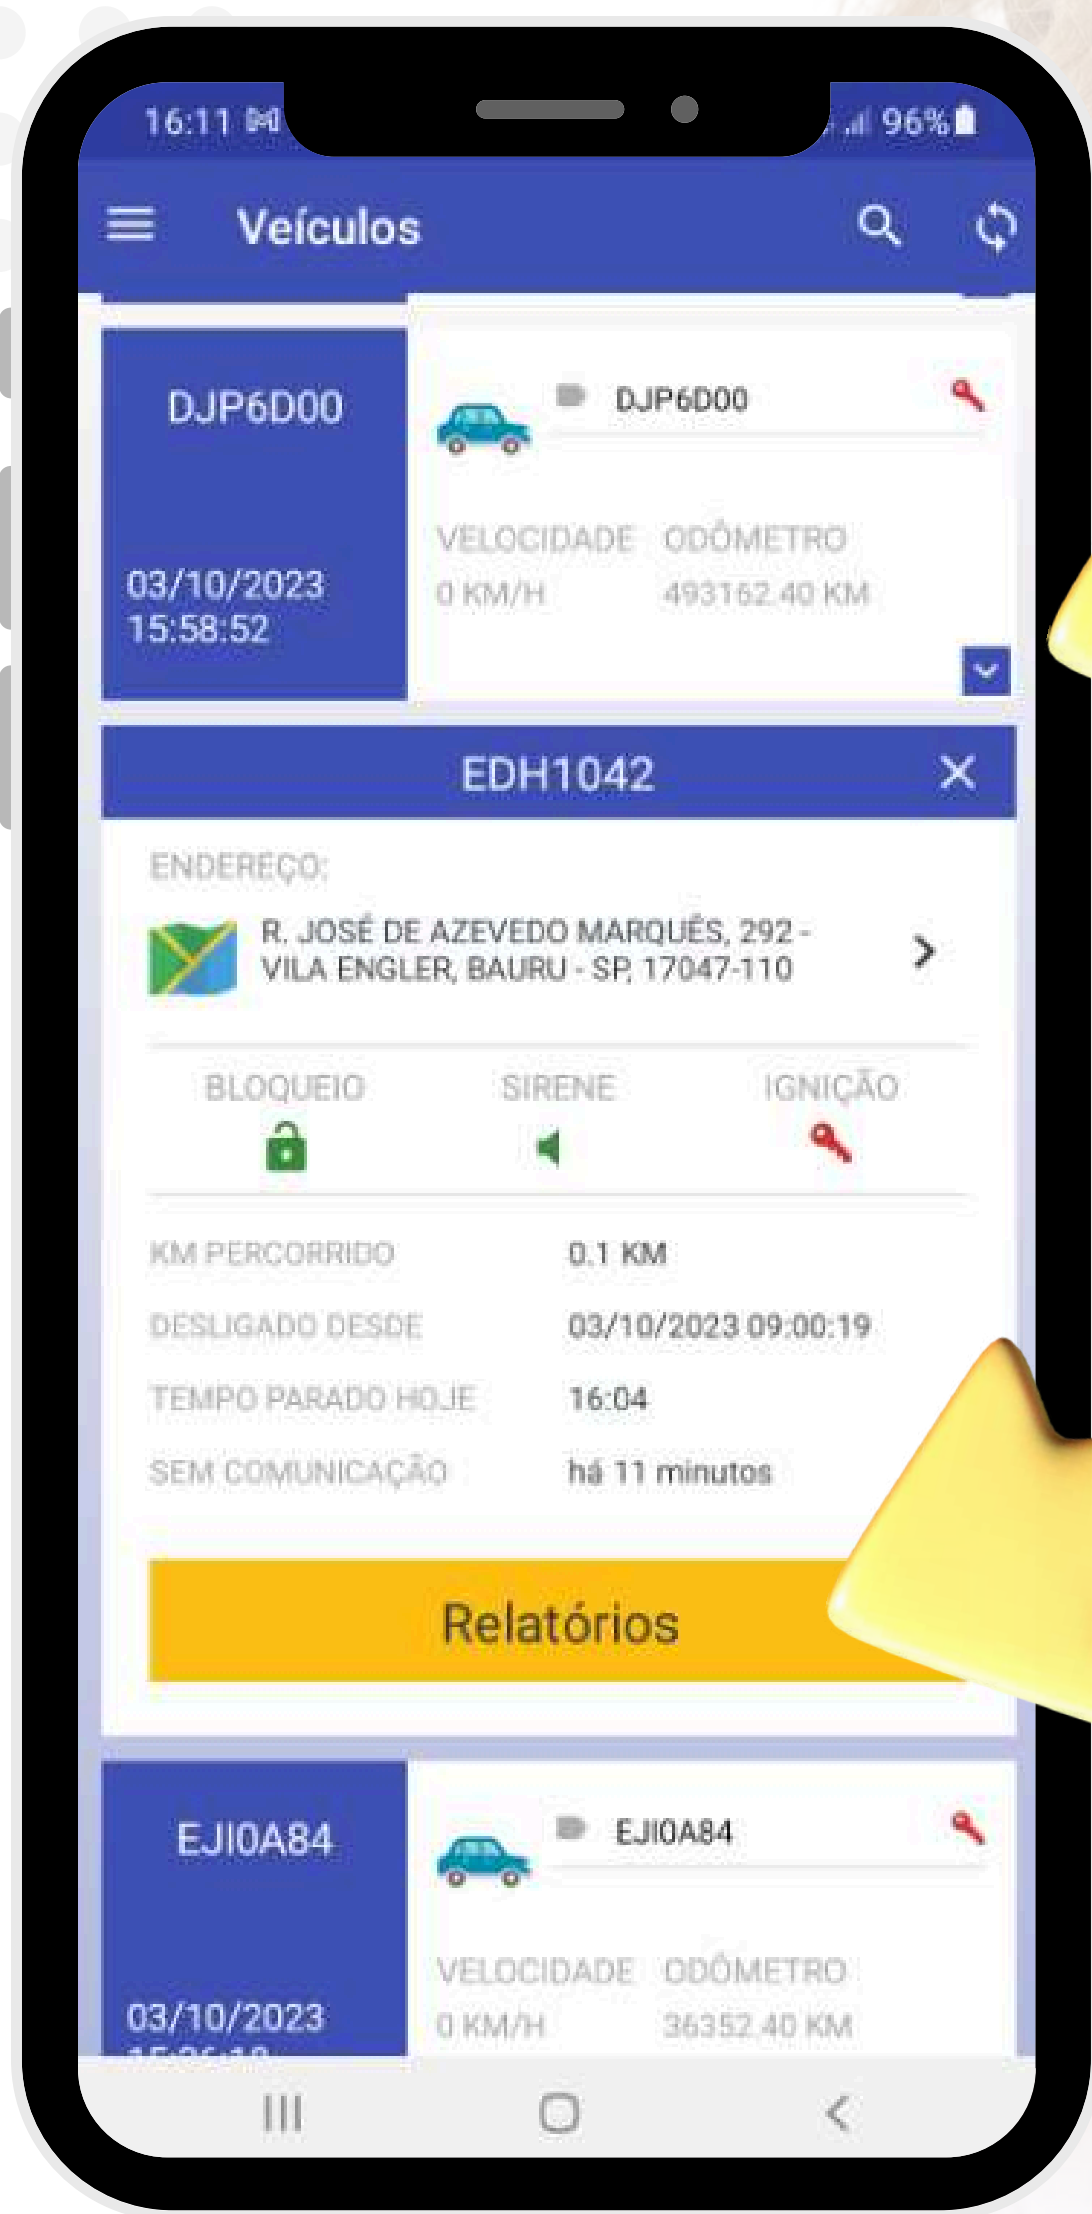 16:11
96%
Veículos
DJP6D00
DJP6D00
VELOCIDADE ODÔMETRO
0 KM/H 493162.40 KM
03/10/2023
15:58:52
EDH1042
ENDEREÇO:
R. JOSÉ DE AZEVEDO MARQUÊS, 292 -
VILA ENGLER, BAURU - SP, 17047-110
BLOQUEIO SIRENE IGNIÇÃO
KM PERCORRIDO 0.1 KM
DESLIGADO DESDE 03/10/2023 09:00:19
TEMPO PARADO HOJE 16:04
SEM COMUNICAÇÃO há 11 minutos
Relatórios
EJI0A84
EJI0A84
VELOCIDADE ODÔMETRO
0 KM/H 36352.40 KM
03/10/2023